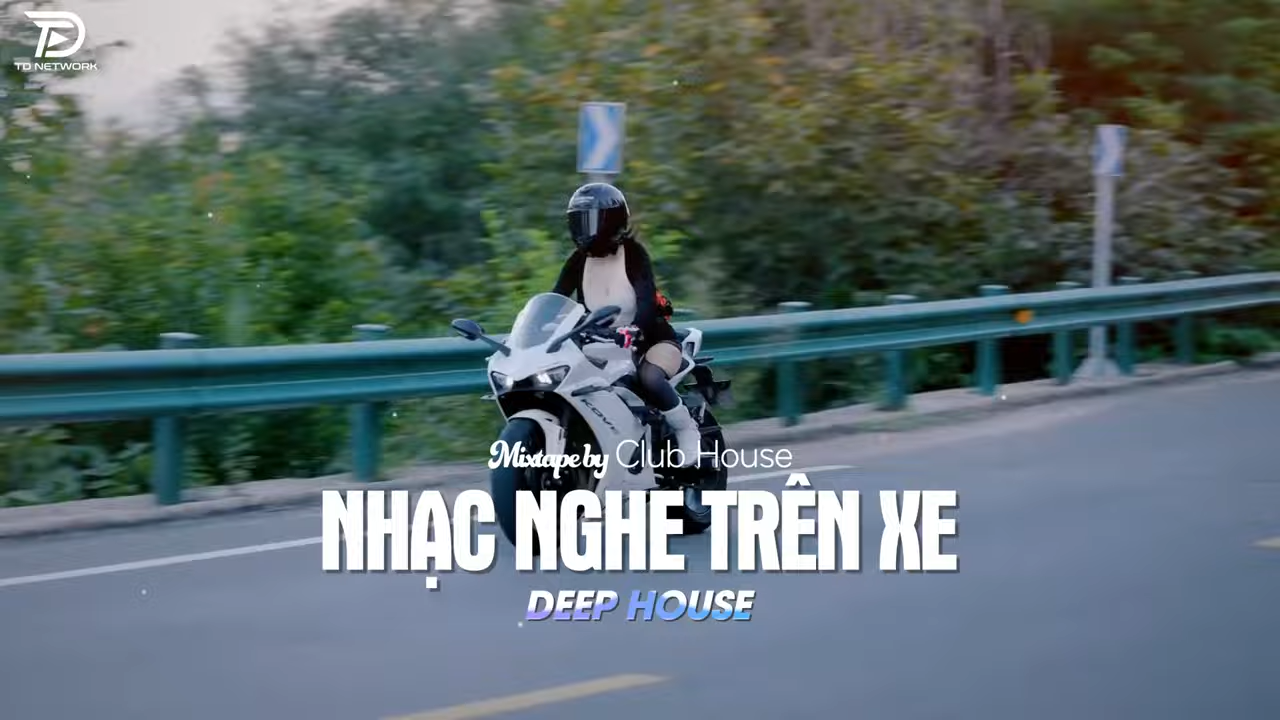 TD NETWORK
Mixtape by Club House
NHẠC NGHE TRÊN XE
DEEP HOUSE